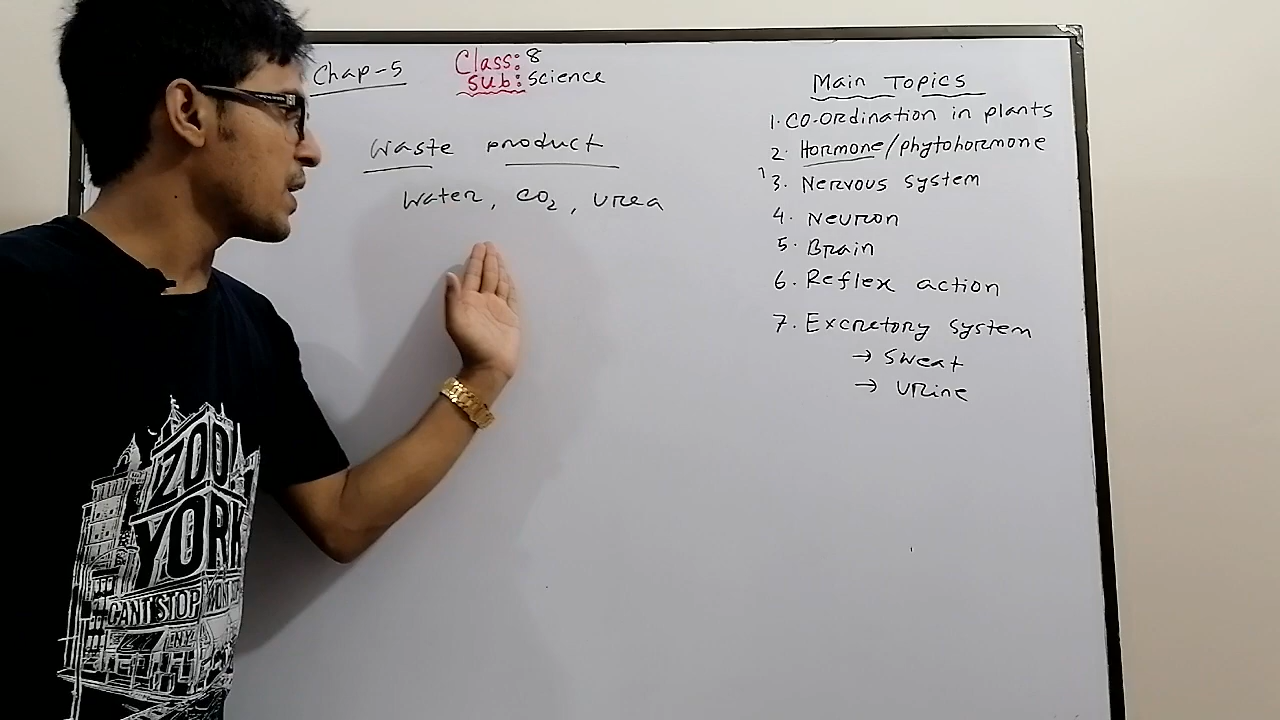 Chap-5
Class: 8
Sub: Science
Waste product
Water, CO₂, Urea
Main Topics
1. CO-Ordination in plants
2. Hormone/phytohormone
3. Nervous System
4. Neuron
5. Brain
6. Reflex action
7. Excretory system
→ Sweat
→ Urine
ZOO
YORK
CANT STOP
N.Y.